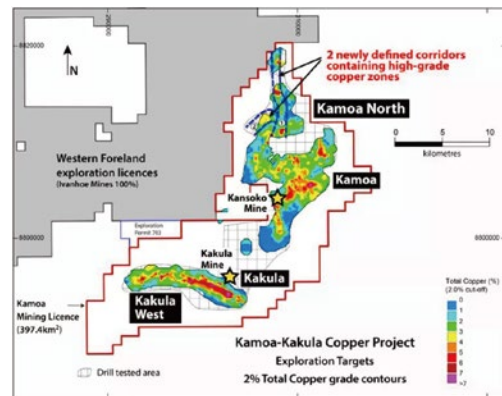 290000
310000
8820000
N
2 newly defined corridors
containing high-grade
copper zones
Kamoa North
0 5 10
kilometres
Western Foreland
exploration licences
(Ivanhoe Mines 100%)
Kansoko
Mine
Kamoa
Exploration
Permit 703
8800000
8800000
Kakula
Mine
Kakula
Kamoa
Mining Licence
(397.4km²)
Kakula
West
Total Copper (%)
(2.0% cut-off)
0
1
2
3
4
5
6
>7
Kamoa-Kakula Copper Project
Exploration Targets
2% Total Copper grade contours
Drill tested area